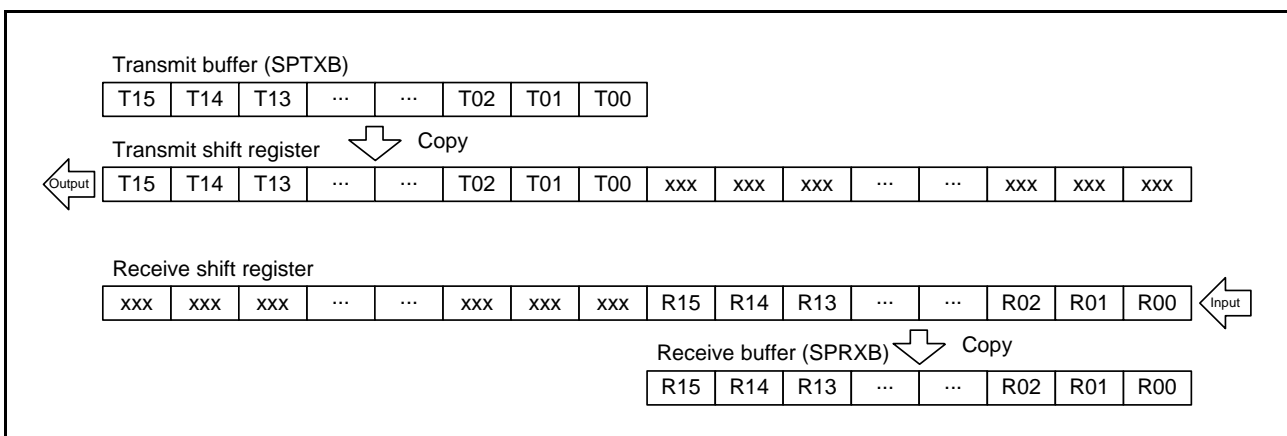 Transmit buffer (SPTXB)
T15 T14 T13 ... ... T02 T01 T00
Copy
Transmit shift register
Output T15 T14 T13 ... ... T02 T01 T00 xxx xxx xxx ... ... xxx xxx xxx
Receive shift register
xxx xxx xxx ... ... xxx xxx xxx R15 R14 R13 ... ... R02 R01 R00 Input
Copy
Receive buffer (SPRXB)
R15 R14 R13 ... ... R02 R01 R00